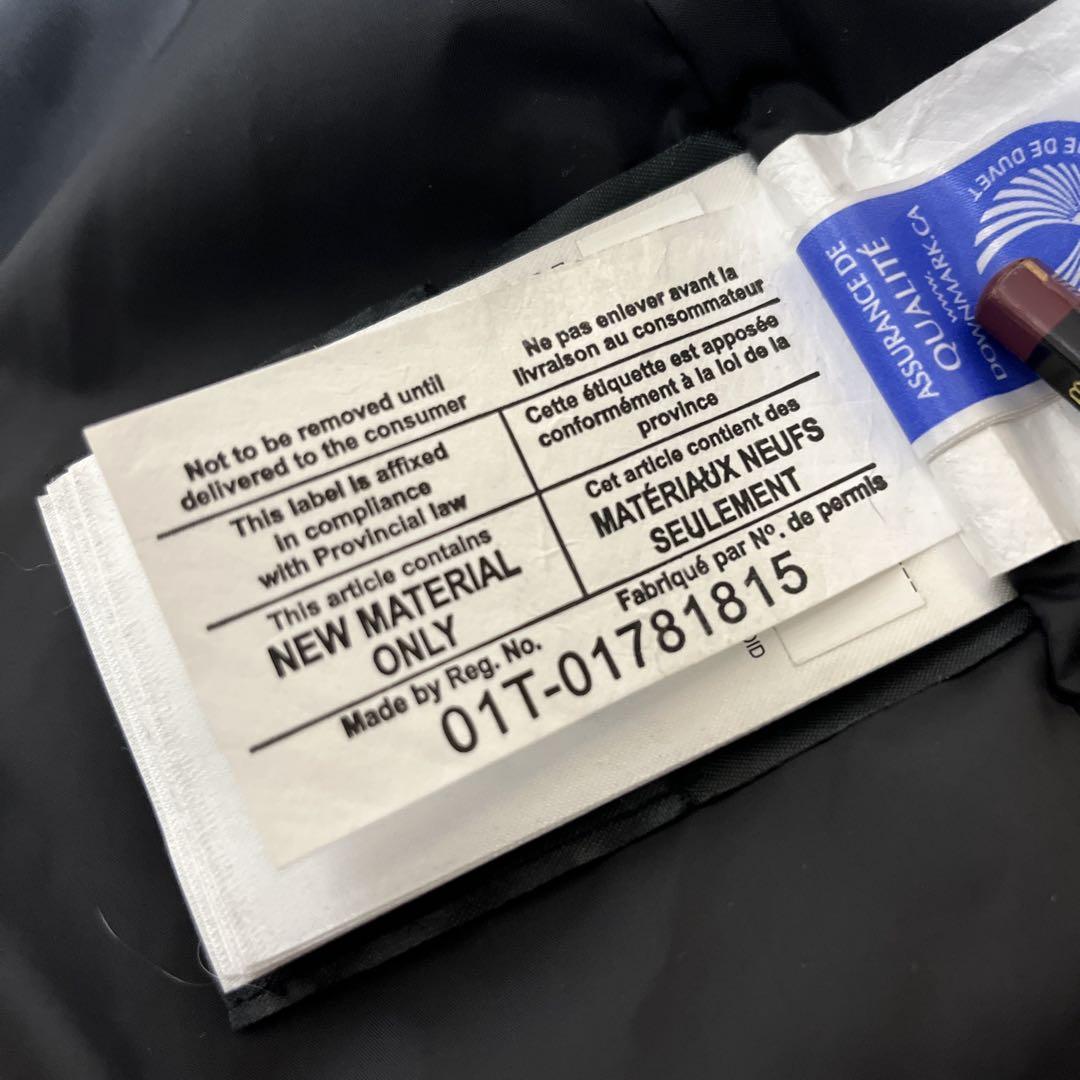 Not to be removed until
delivered to the consumer
Ne pas enlever avant la
livraison au consommateur
This label is affixed
in compliance
with Provincial law
Cette étiquette est apposée
conformément à la loi de la
province
This article contains
NEW MATERIAL
ONLY
Cet article contient des
MATÉRIAUX NEUFS
SEULEMENT
Made by Reg. No.
Fabriqué par Nº. de permis
01T-01781815
ASSURANCE DE
QUALITÉ
www.
DOWNMARK.CA
DE DUVET